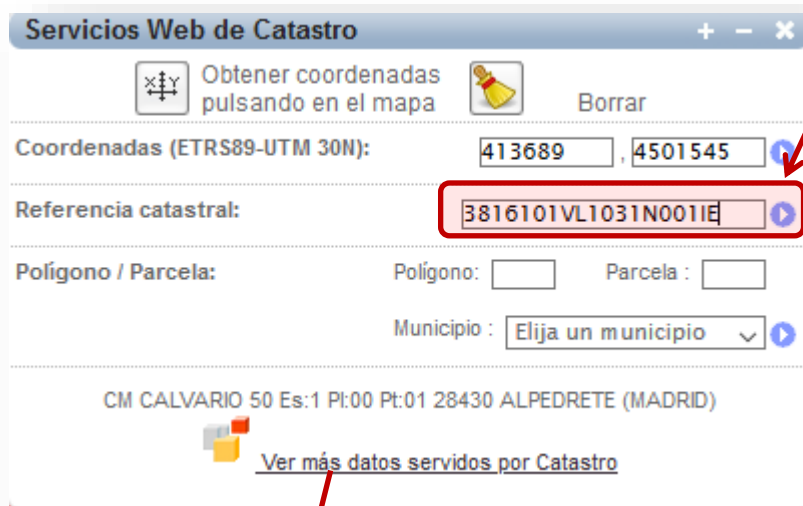 Servicios Web de Catastro
Obtener coordenadas
pulsando en el mapa
Borrar
Coordenadas (ETRS89-UTM 30N): 413689 , 4501545
Referencia catastral: 3816101VL1031N001IE
Polígono / Parcela: Polígono: Parcela :
Municipio : Elija un municipio
CM CALVARIO 50 Es:1 Pl:00 Pt:01 28430 ALPEDRETE (MADRID)
Ver más datos servidos por Catastro